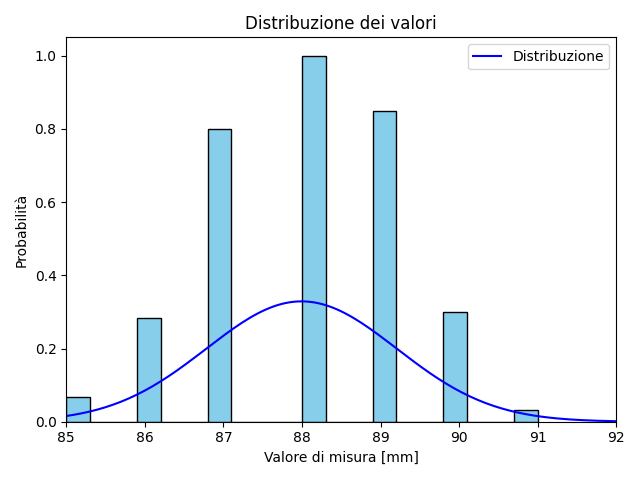 Distribuzione dei valori
Distribuzione
Probabilità
1.0
0.8
0.6
0.4
0.2
0.0
85 86 87 88 89 90 91 92
Valore di misura [mm]